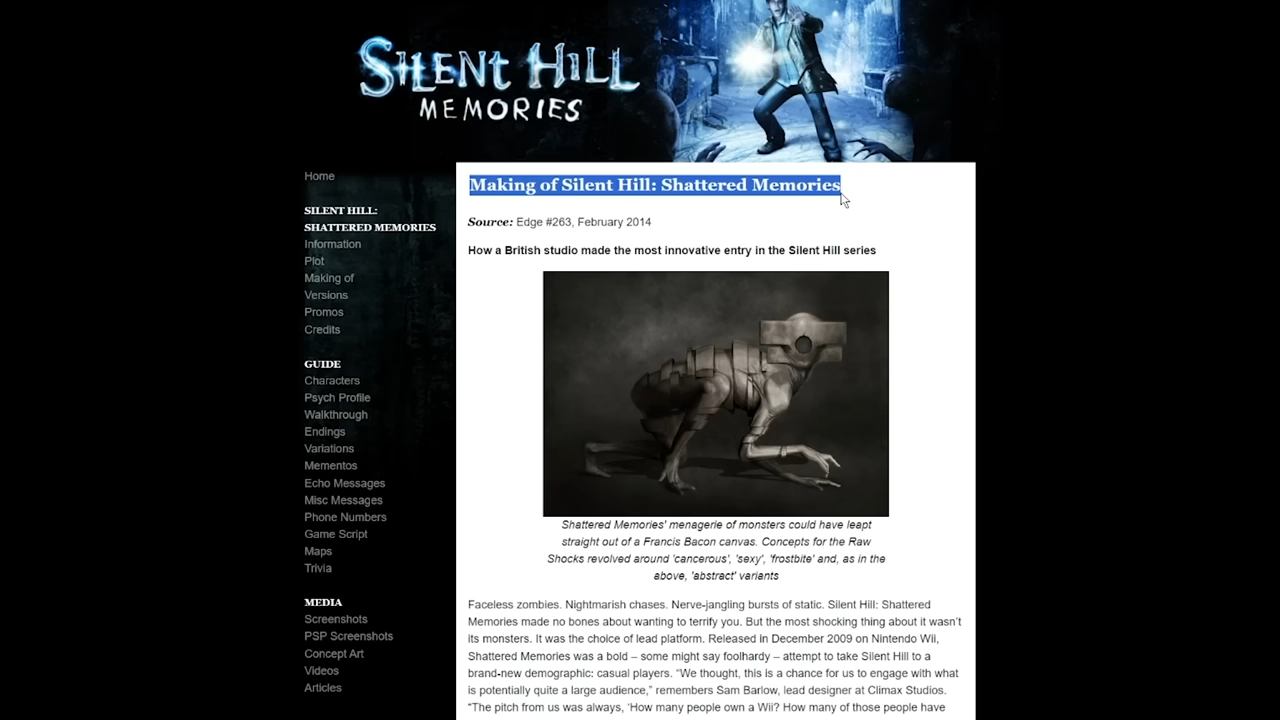 SILENT HILL
MEMORIES
Home
SILENT HILL:
SHATTERED MEMORIES
Information
Plot
Making of
Versions
Promos
Credits
GUIDE
Characters
Psych Profile
Walkthrough
Endings
Variations
Mementos
Echo Messages
Misc Messages
Phone Numbers
Game Script
Maps
Trivia
MEDIA
Screenshots
PSP Screenshots
Concept Art
Videos
Articles
Making of Silent Hill: Shattered Memories
Source: Edge #263, February 2014
How a British studio made the most innovative entry in the Silent Hill series
Shattered Memories' menagerie of monsters could have leapt
straight out of a Francis Bacon canvas. Concepts for the Raw
Shocks revolved around 'cancerous', 'sexy', 'frostbite' and, as in the
above, 'abstract' variants
Faceless zombies. Nightmarish chases. Nerve-jangling bursts of static. Silent Hill: Shattered
Memories made no bones about wanting to terrify you. But the most shocking thing about it wasn’t
its monsters. It was the choice of lead platform. Released in December 2009 on Nintendo Wii,
Shattered Memories was a bold – some might say foolhardy – attempt to take Silent Hill to a
brand-new demographic: casual players. “We thought, this is a chance for us to engage with what
is potentially quite a large audience,” remembers Sam Barlow, lead designer at Climax Studios.
“The pitch from us was always, ‘How many people own a Wii? How many of those people have